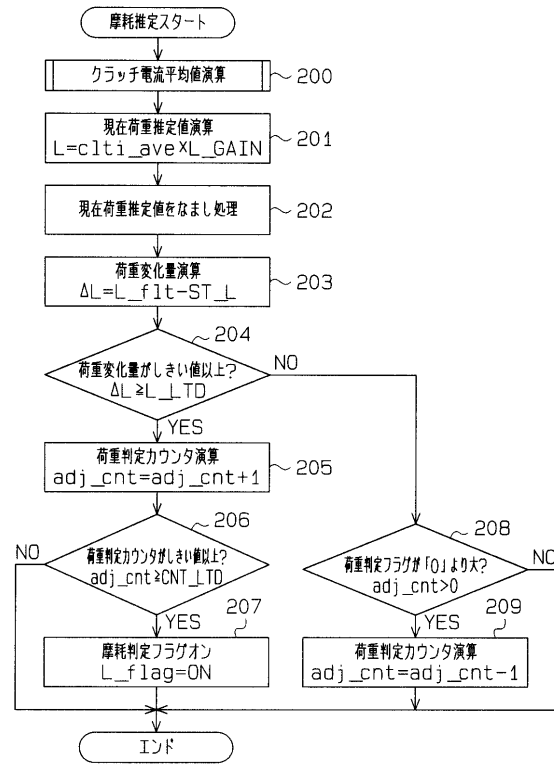 摩耗推定スタート
クラッチ電流平均値演算
200
現在荷重推定値演算
L=clti_ave×L_GAIN
201
現在荷重推定値をなまし処理
202
荷重変化量演算
ΔL=L_flt-ST_L
203
204
荷重変化量がしきい値以上?
ΔL≧L_LTD
NO
YES
荷重判定カウンタ演算
adj_cnt=adj_cnt+1
205
206
NO
荷重判定カウンタがしきい値以上?
adj_cnt≧CNT_LTD
YES
208
荷重判定フラグが「0」より大?
adj_cnt>0
NO
YES
207
摩耗判定フラグオン
L_flag=ON
209
荷重判定カウンタ演算
adj_cnt=adj_cnt-1
エンド